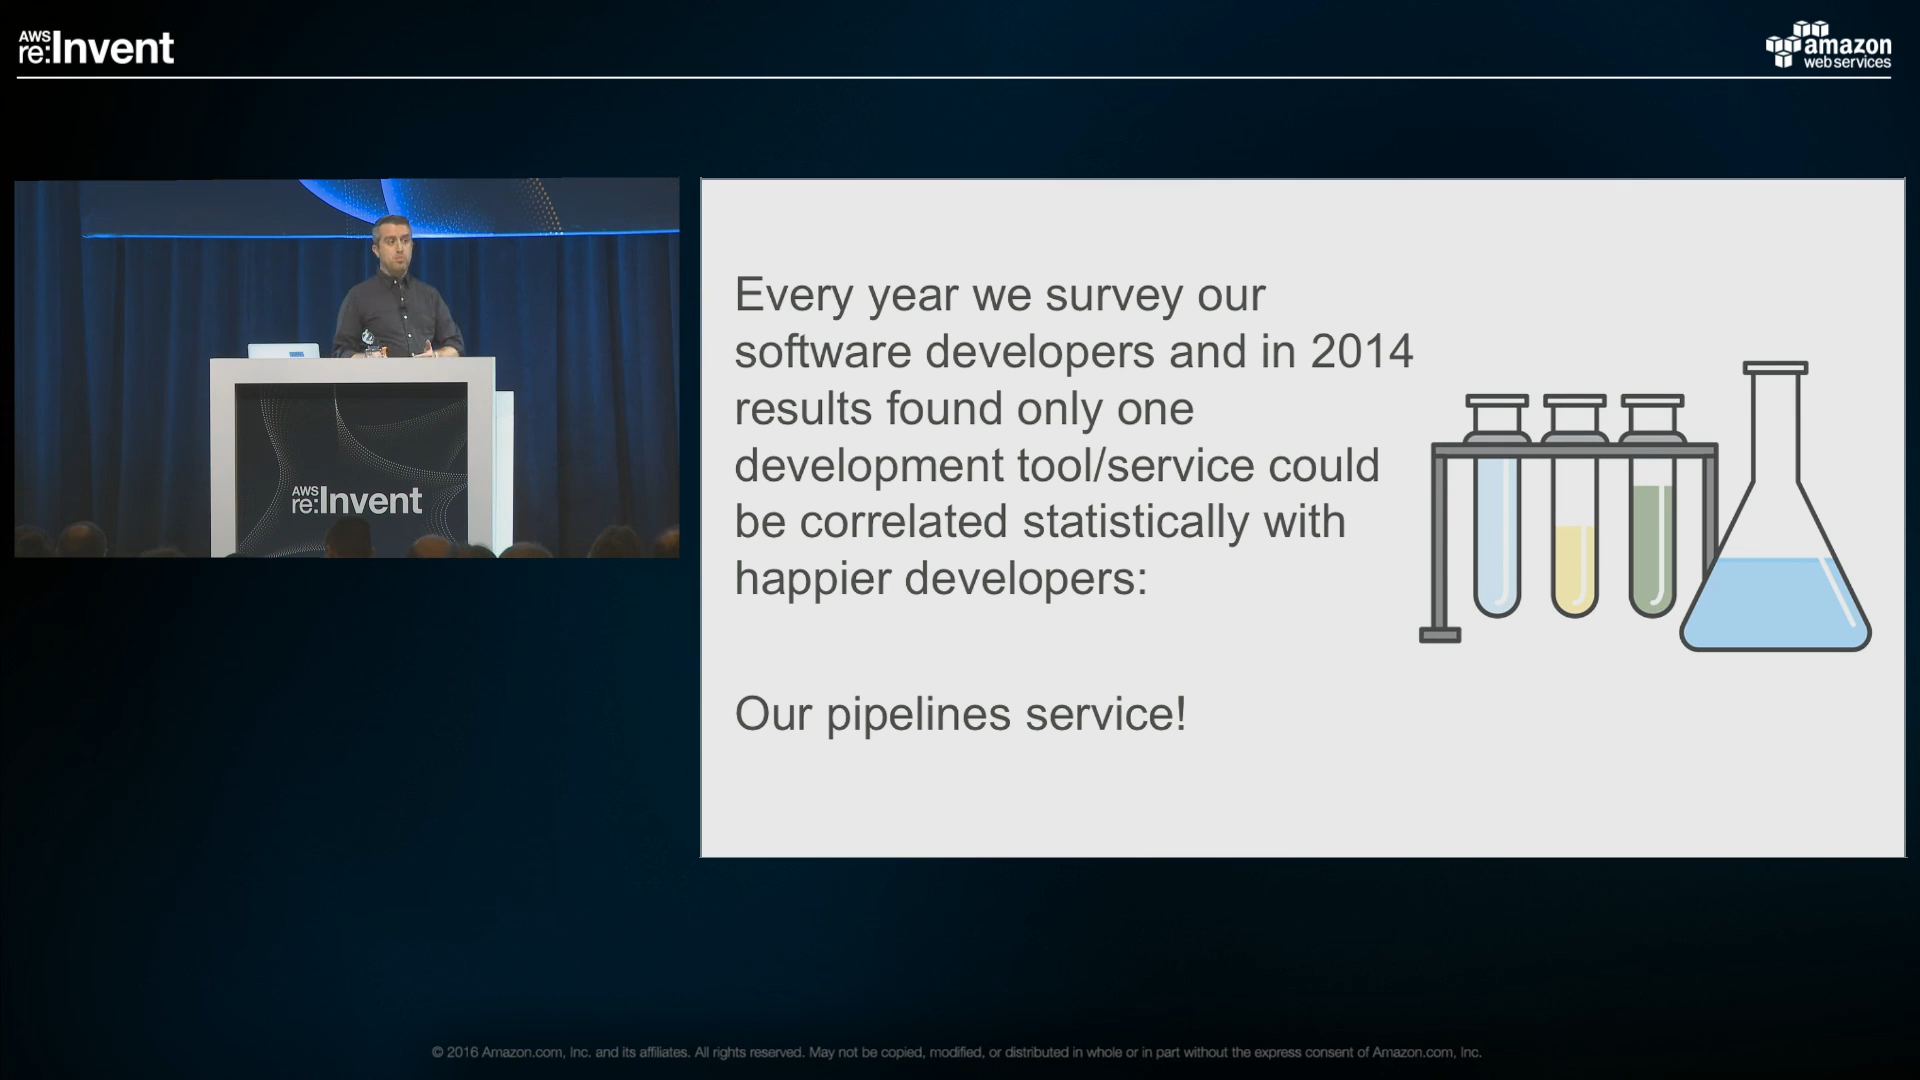 AWS
re:Invent
amazon
web services
AWS
re:Invent
Every year we survey our
software developers and in 2014
results found only one
development tool/service could
be correlated statistically with
happier developers:
Our pipelines service!
© 2016 Amazon.com, Inc. and its affiliates. All rights reserved. May not be copied, modified, or distributed in whole or in part without the express consent of Amazon.com, Inc.